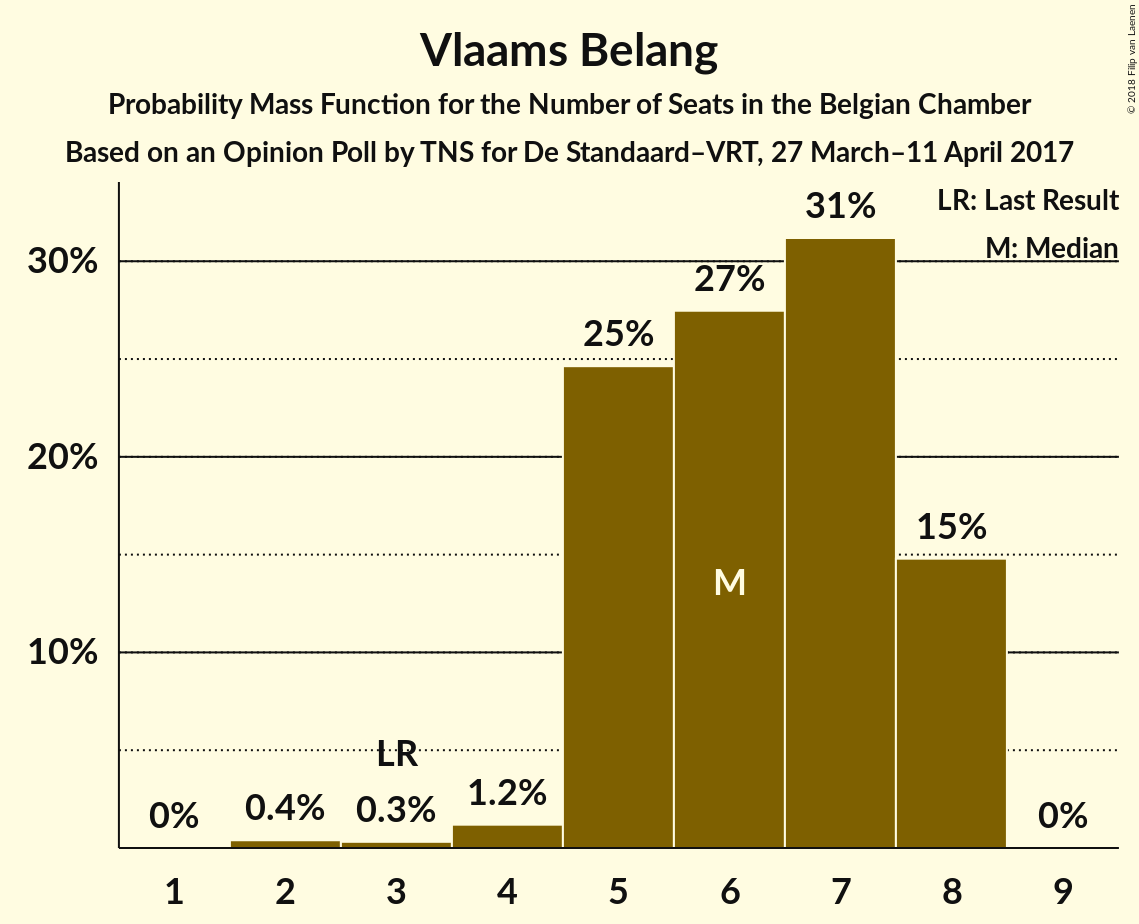 Vlaams Belang
Probability Mass Function for the Number of Seats in the Belgian Chamber
Based on an Opinion Poll by TNS for De Standaard–VRT, 27 March–11 April 2017
© 2018 Filip van Laenen
LR: Last Result
M: Median
30%
20%
10%
0%
0.4%
LR
0.3%
1.2%
25%
27%
M
31%
15%
0%
1 2 3 4 5 6 7 8 9